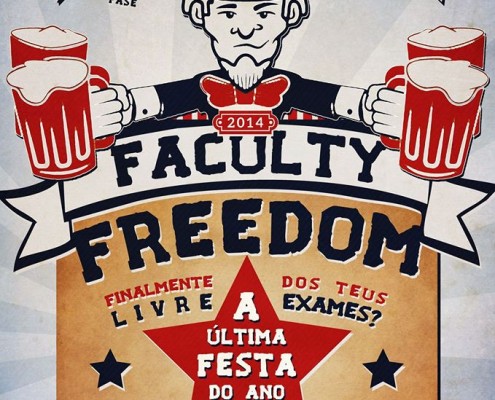 FASE
2014
FACULTY
FREEDOM
FINALMENTE
LIVRE
DOS TEUS
EXAMES?
A
ÚLTIMA
FESTA
DO ANO